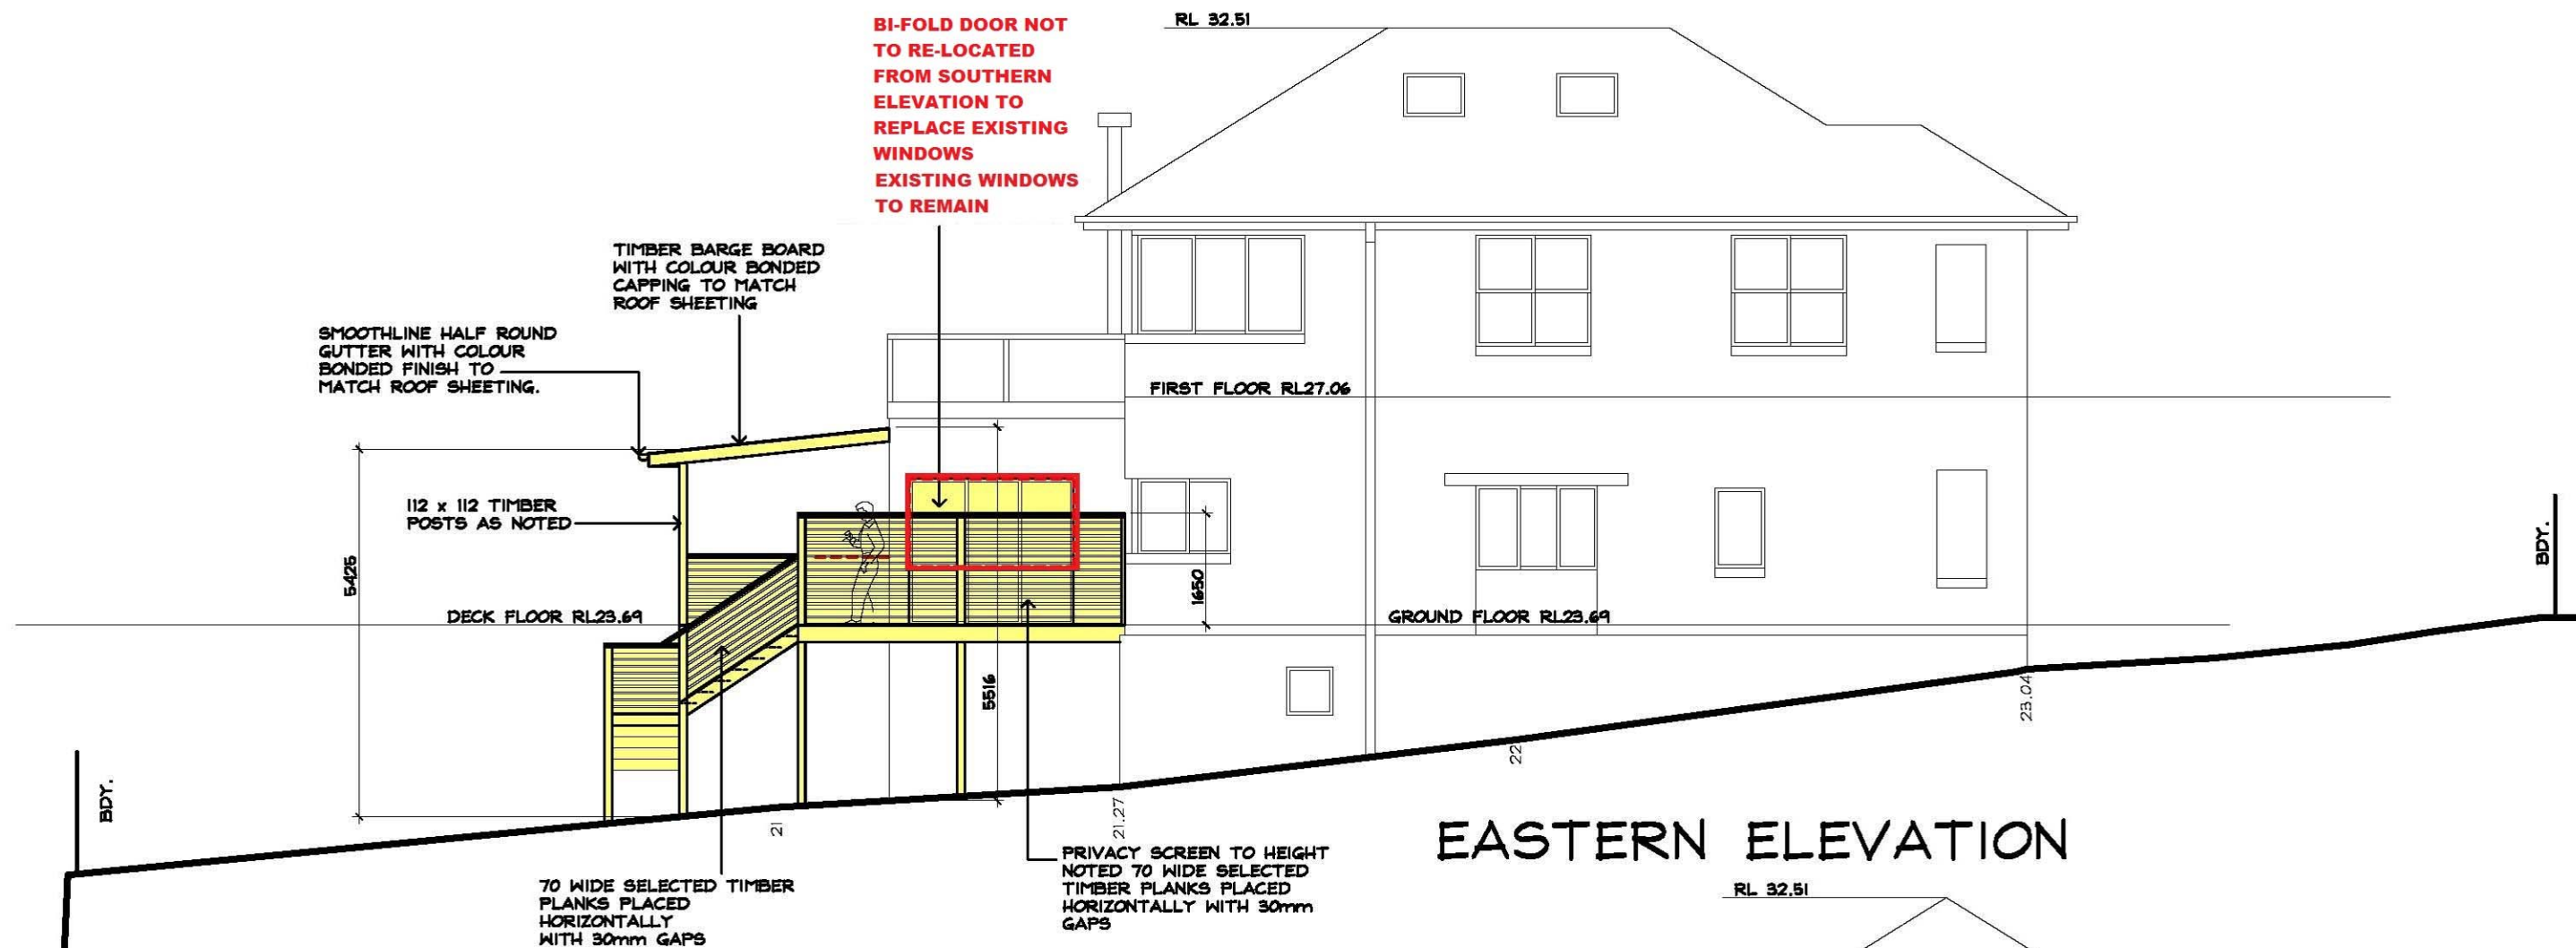 BI-FOLD DOOR NOT
TO RE-LOCATED
FROM SOUTHERN
ELEVATION TO
REPLACE EXISTING
WINDOWS
EXISTING WINDOWS
TO REMAIN
RL 32.51
TIMBER BARGE BOARD
WITH COLOUR BONDED
CAPPING TO MATCH
ROOF SHEETING
SMOOTHLINE HALF ROUND
GUTTER WITH COLOUR
BONDED FINISH TO
MATCH ROOF SHEETING.
FIRST FLOOR RL27.06
112 x 112 TIMBER
POSTS AS NOTED
5425
1650
BDY.
DECK FLOOR RL23.69
GROUND FLOOR RL23.69
5516
23.04
22
BDY.
21
21.27
EASTERN ELEVATION
PRIVACY SCREEN TO HEIGHT
NOTED 70 WIDE SELECTED
TIMBER PLANKS PLACED
HORIZONTALLY WITH 30mm
GAPS
70 WIDE SELECTED TIMBER
PLANKS PLACED
HORIZONTALLY
WITH 30mm GAPS
RL 32.51